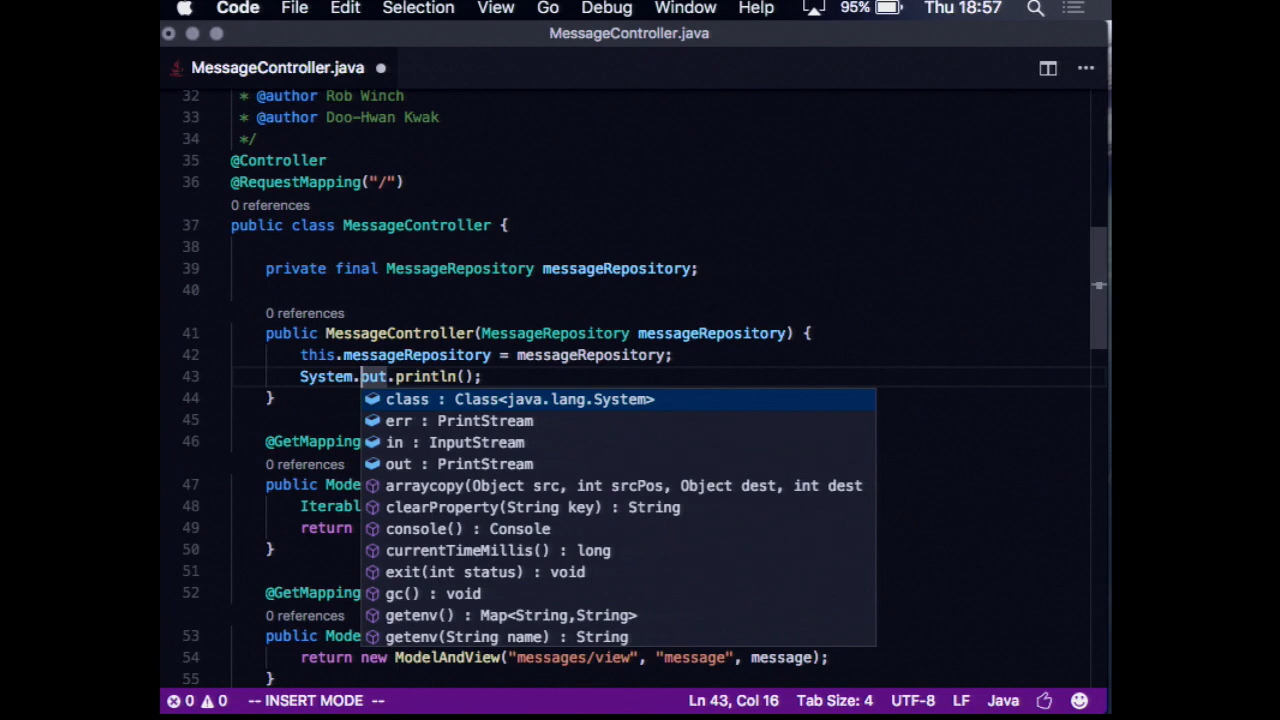 Code File Edit Selection View Go Debug Window Help 95% Thu 18:57
MessageController.java
MessageController.java
32 * @author Rob Winch
33 * @author Doo-Hwan Kwak
34 */
35 @Controller
36 @RequestMapping("/")
0 references
37 public class MessageController {
38
39 private final MessageRepository messageRepository;
40
0 references
41 public MessageController(MessageRepository messageRepository) {
42 this.messageRepository = messageRepository;
43 System.out.println();
44 }
class : Class<java.lang.System>
45
err : PrintStream
46 @GetMapping
in : InputStream
0 references
out : PrintStream
47 public Mode
arraycopy(Object src, int srcPos, Object dest, int dest
48 Iterabl
clearProperty(String key) : String
49 return
console() : Console
50 }
currentTimeMillis() : long
51
exit(int status) : void
52 @GetMapping
gc() : void
0 references
getenv() : Map<String,String>
53 public Mode
getenv(String name) : String
54 return new ModelAndView("messages/view", "message", message);
55 }
0 0 -- INSERT MODE -- Ln 43, Col 16 Tab Size: 4 UTF-8 LF Java